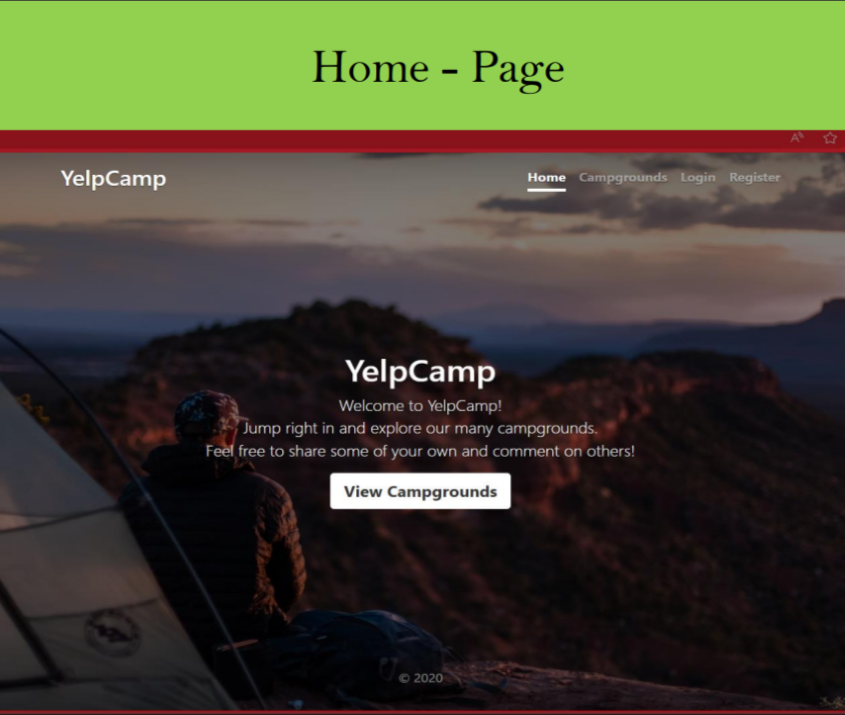 Home - Page
YelpCamp
Home Campgrounds Login Register
YelpCamp
Welcome to YelpCamp!
Jump right in and explore our many campgrounds.
Feel free to share some of your own and comment on others!
View Campgrounds
© 2020